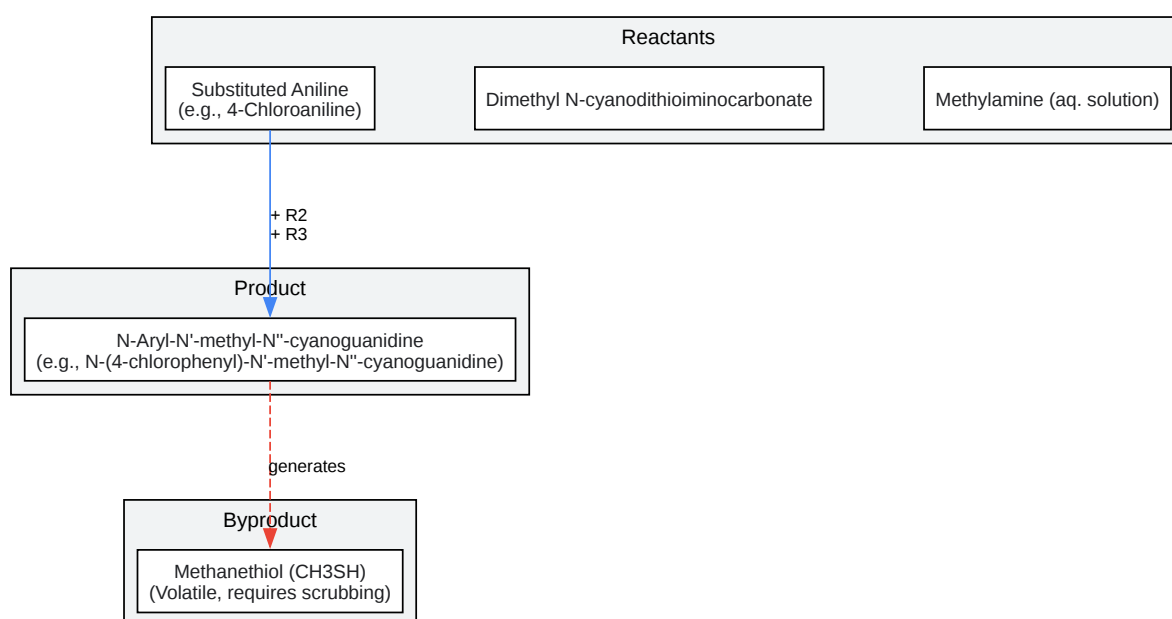 Reactants
Substituted Aniline
(e.g., 4-Chloroaniline)
Dimethyl N-cyanodithioiminocarbonate
Methylamine (aq. solution)
+ R2
+ R3
Product
N-Aryl-N'-methyl-N''-cyanoguanidine
(e.g., N-(4-chlorophenyl)-N'-methyl-N''-cyanoguanidine)
generates
Byproduct
Methanethiol (CH3SH)
(Volatile, requires scrubbing)